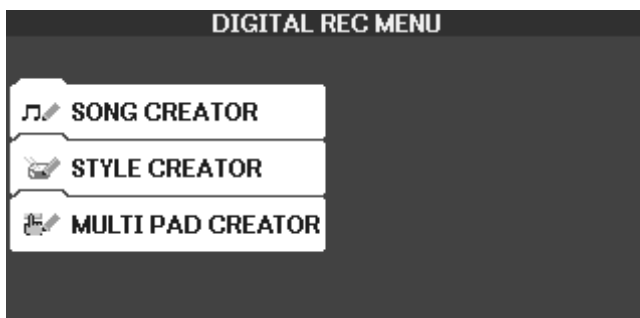 DIGITAL REC MENU
SONG CREATOR
STYLE CREATOR
MULTI PAD CREATOR